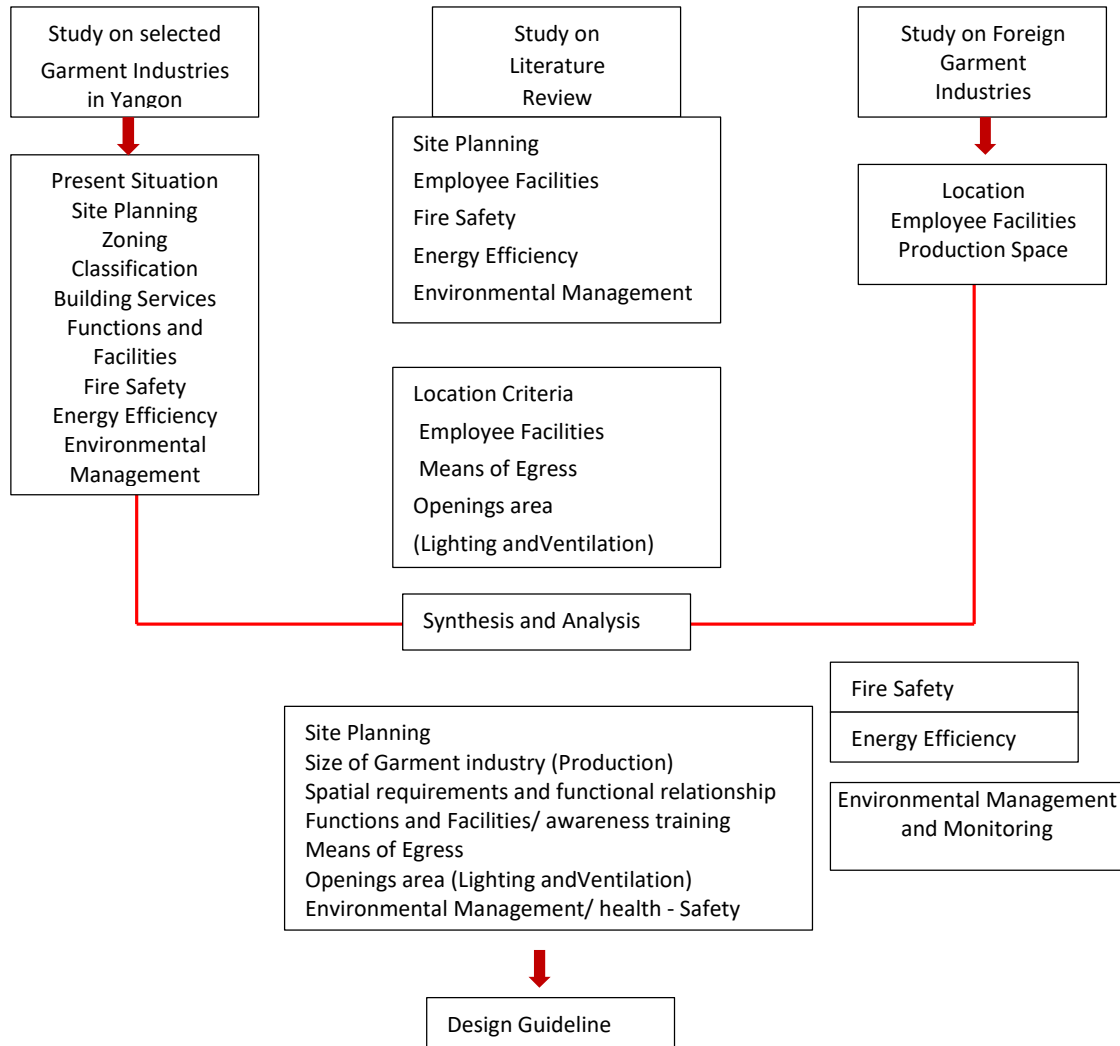 Study on selected
Garment Industries
in Yangon
Study on
Literature
Review
Study on Foreign
Garment
Industries
Present Situation
Site Planning
Zoning
Classification
Building Services
Functions and
Facilities
Fire Safety
Energy Efficiency
Environmental
Management
Site Planning
Employee Facilities
Fire Safety
Energy Efficiency
Environmental Management
Location
Employee Facilities
Production Space
Location Criteria
Employee Facilities
Means of Egress
Openings area
(Lighting andVentilation)
Synthesis and Analysis
Site Planning
Size of Garment industry (Production)
Spatial requirements and functional relationship
Functions and Facilities/ awareness training
Means of Egress
Openings area (Lighting andVentilation)
Environmental Management/ health - Safety
Fire Safety
Energy Efficiency
Environmental Management
and Monitoring
Design Guideline